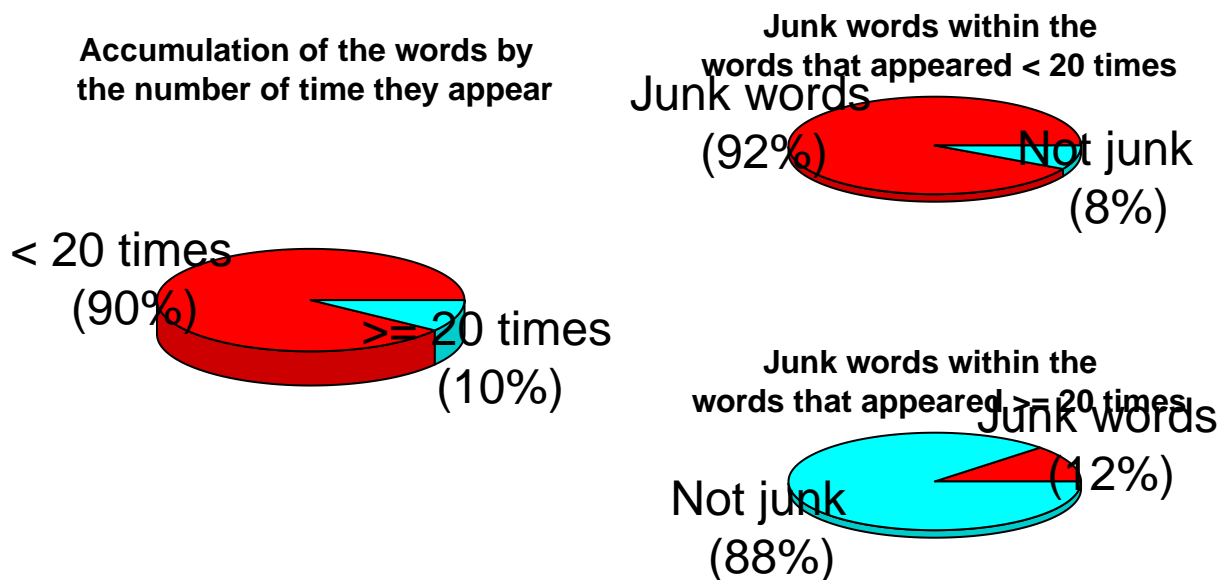 Accumulation of the words by
the number of time they appear
< 20 times
(90%)
>= 20 times
(10%)
Junk words within the
words that appeared < 20 times
Junk words
(92%)
Not junk
(8%)
Junk words within the
words that appeared >= 20 times
Junk words
(12%)
Not junk
(88%)